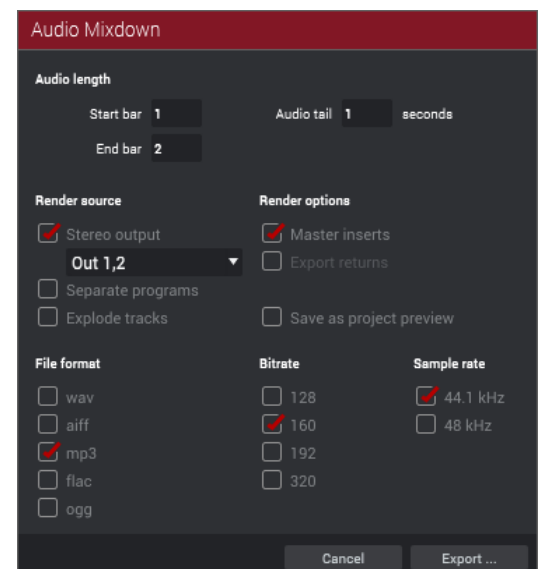 Audio Mixdown
Audio length
Start bar 1 Audio tail 1 seconds
End bar 2
Render source Render options
Stereo output Master inserts
Out 1,2 Export returns
Separate programs
Explode tracks Save as project preview
File format Bitrate Sample rate
wav 128 44.1 kHz
aiff 160 48 kHz
mp3 192
flac 320
ogg
Cancel Export ...